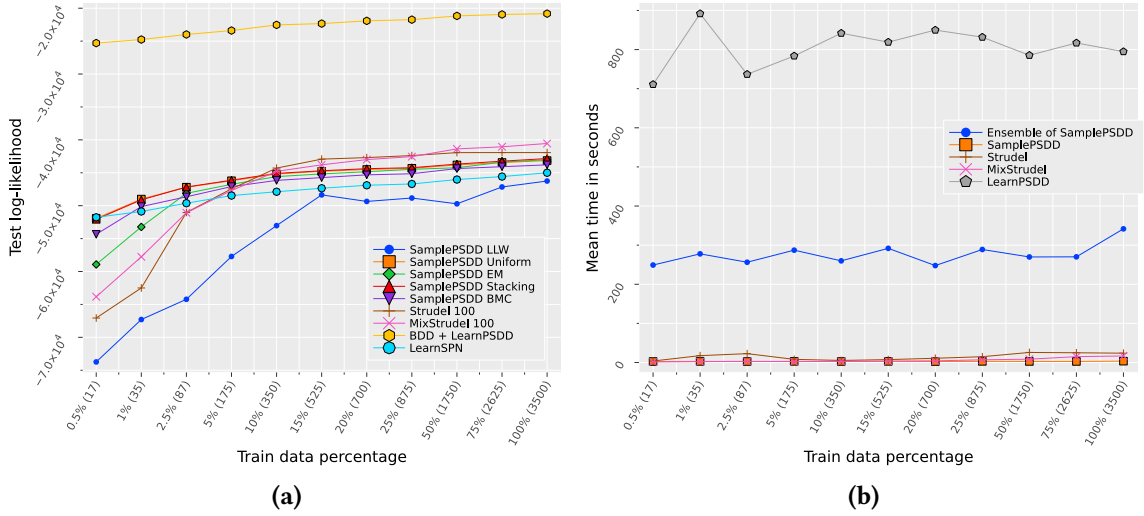 −2.0×10⁴
−3.0×10⁴
−4.0×10⁴
−5.0×10⁴
−6.0×10⁴
−7.0×10⁴
Test log-likelihood
SamplePSDD LLW
SamplePSDD Uniform
SamplePSDD EM
SamplePSDD Stacking
SamplePSDD BMC
Strudel 100
MixStrudel 100
BDD + LearnPSDD
LearnSPN
0.5% (17)
1% (35)
2.5% (87)
5% (175)
10% (350)
15% (525)
20% (700)
25% (875)
50% (1750)
75% (2625)
100% (3500)
Train data percentage
(a)
800
600
400
200
0
Mean time in seconds
Ensemble of SamplePSDD
SamplePSDD
Strudel
MixStrudel
LearnPSDD
0.5% (17)
1% (35)
2.5% (87)
5% (175)
10% (350)
15% (525)
20% (700)
25% (875)
50% (1750)
75% (2625)
100% (3500)
Train data percentage
(b)